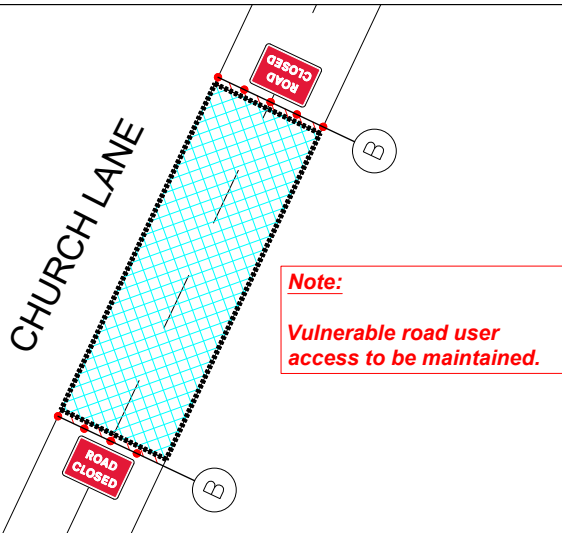 ROAD
CLOSED
B
CHURCH LANE
Note:
Vulnerable road user
access to be maintained.
ROAD
CLOSED
B